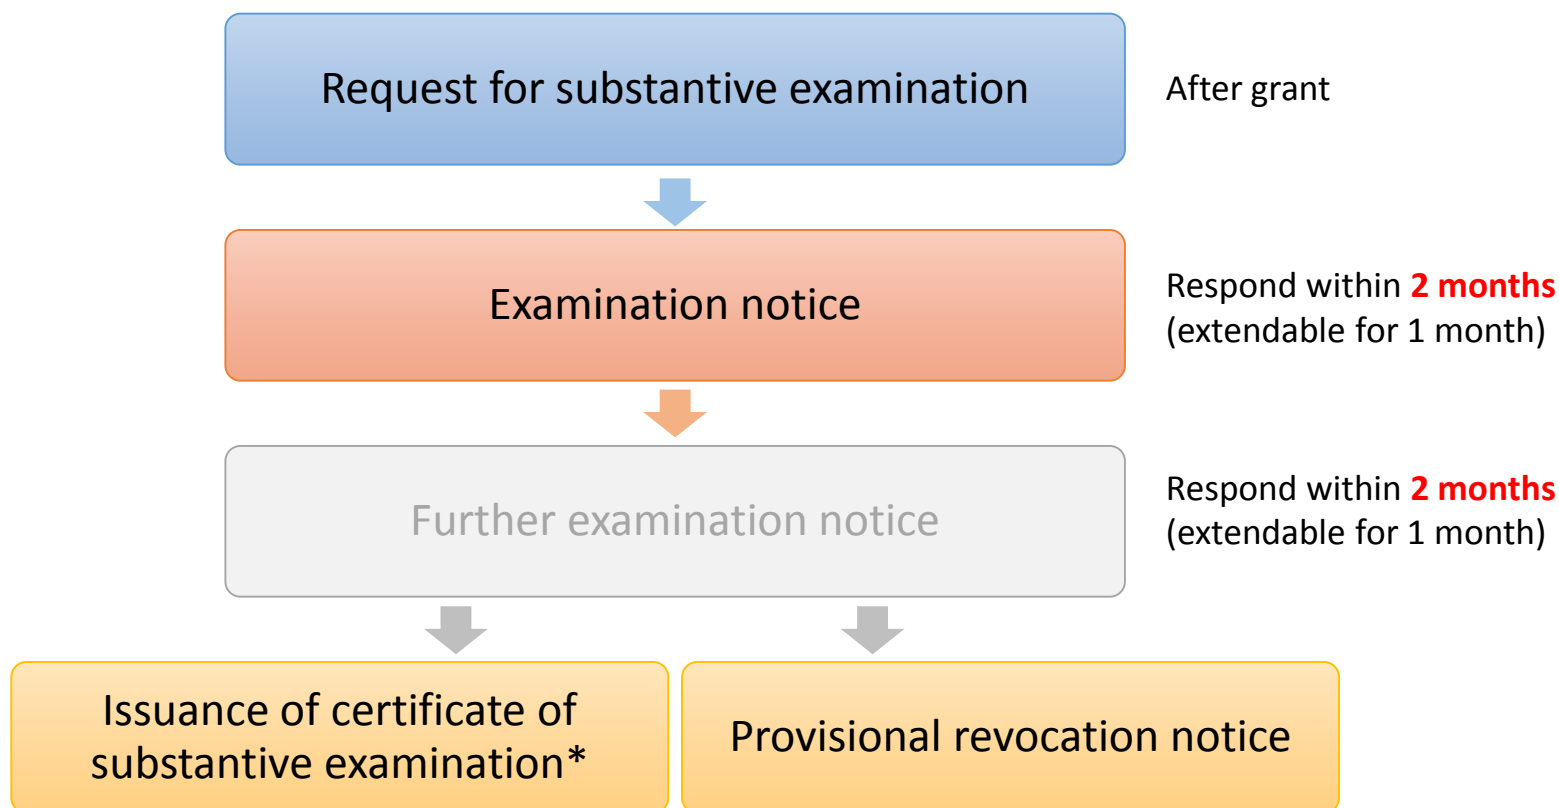 Request for substantive examination
After grant
Examination notice
Respond within 2 months
(extendable for 1 month)
Further examination notice
Respond within 2 months
(extendable for 1 month)
Issuance of certificate of
substantive examination*
Provisional revocation notice